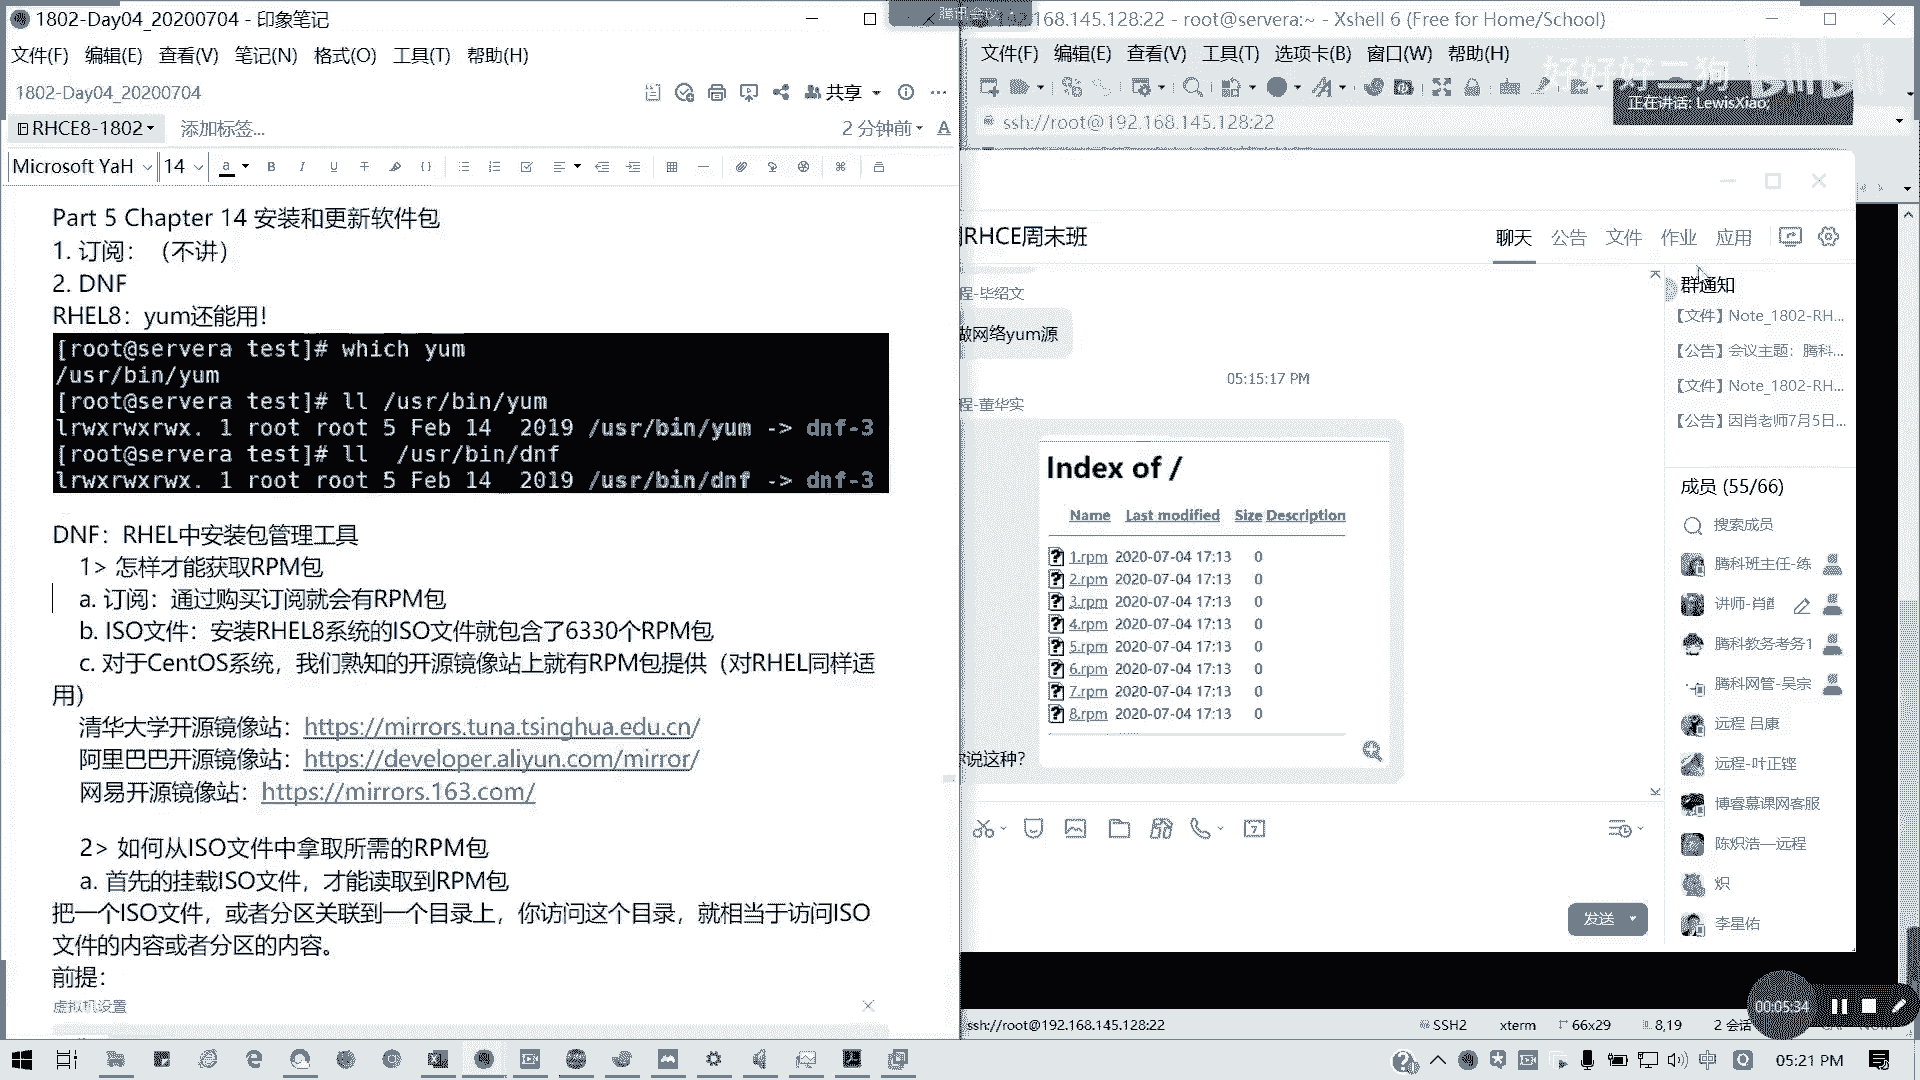 1802-Day04_20200704 - 印象笔记
文件(F) 编辑(E) 查看(V) 笔记(N) 格式(O) 工具(T) 帮助(H)
1802-Day04_20200704
共享
RHCE8-1802
添加标签...
2 分钟前
Microsoft YaH 14
Part 5 Chapter 14 安装和更新软件包
1. 订阅：（不讲）
2. DNF
RHEL8：yum还能用！
[root@servera test]# which yum
/usr/bin/yum
[root@servera test]# ll /usr/bin/yum
lrwxrwxrwx. 1 root root 5 Feb 14  2019 /usr/bin/yum -> dnf-3
[root@servera test]# ll  /usr/bin/dnf
lrwxrwxrwx. 1 root root 5 Feb 14  2019 /usr/bin/dnf -> dnf-3
DNF：RHEL中安装包管理工具
1> 怎样才能获取RPM包
a. 订阅：通过购买订阅就会有RPM包
b. ISO文件：安装RHEL8系统的ISO文件就包含了6330个RPM包
c. 对于CentOS系统，我们熟知的开源镜像站上就有RPM包提供（对RHEL同样适
用）
清华大学开源镜像站：https://mirrors.tuna.tsinghua.edu.cn/
阿里巴巴开源镜像站：https://developer.aliyun.com/mirror/
网易开源镜像站：https://mirrors.163.com/
2> 如何从ISO文件中拿取所需的RPM包
a. 首先的挂载ISO文件，才能读取到RPM包
把一个ISO文件，或者分区关联到一个目录上，你访问这个目录，就相当于访问ISO
文件的内容或者分区的内容。
前提：
虚拟机设置
腾讯会议
192.168.145.128:22 - root@servera:~ - Xshell 6 (Free for Home/School)
文件(F) 编辑(E) 查看(V) 工具(T) 选项卡(B) 窗口(W) 帮助(H)
好好好二狗
正在讲话: LewisXiao;
ssh://root@192.168.145.128:22
RHCE周末班
聊天 公告 文件 作业 应用
程-毕绍文
做网络yum源
05:15:17 PM
程-董华实
Index of /
Name Last modified Size Description
1.rpm 2020-07-04 17:13 0
2.rpm 2020-07-04 17:13 0
3.rpm 2020-07-04 17:13 0
4.rpm 2020-07-04 17:13 0
5.rpm 2020-07-04 17:13 0
6.rpm 2020-07-04 17:13 0
7.rpm 2020-07-04 17:13 0
8.rpm 2020-07-04 17:13 0
说这种？
发送
群通知
【文件】Note_1802-RH...
【公告】会议主题：腾科...
【文件】Note_1802-RH...
【公告】因肖老师7月5日...
成员 (55/66)
搜索成员
腾科班主任-练
讲师-肖
腾科教务考务1
腾科网管-吴宗
远程 吕康
远程-叶正铿
博睿慕课网客服
陈炽浩—远程
炽
李星佑
00:05:34
ssh://root@192.168.145.128:22
SSH2 xterm 66x29 8,19 2 会话
中
05:21 PM